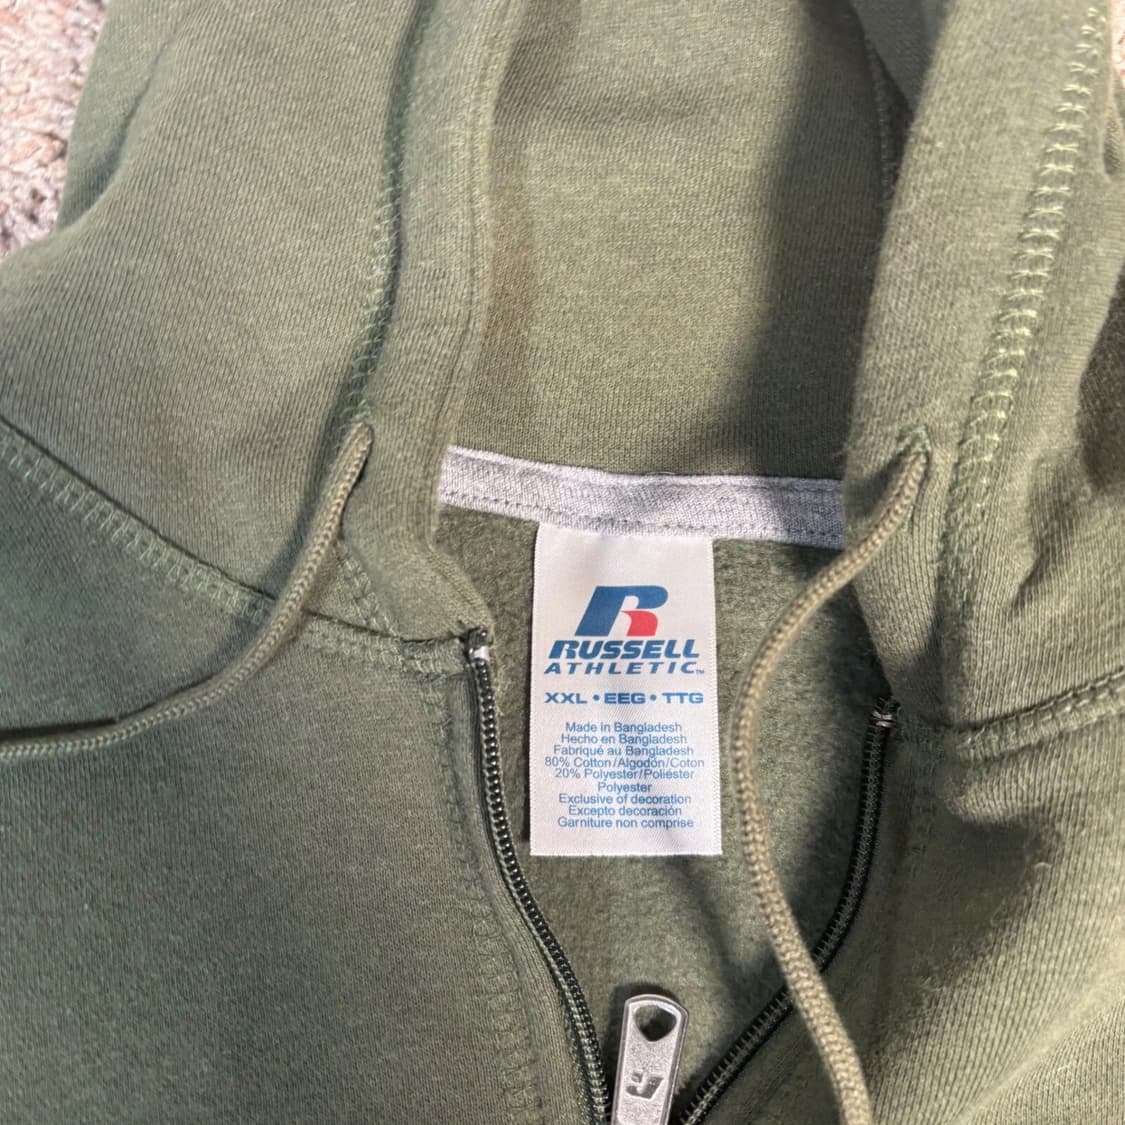 RUSSELL
ATHLETIC™
XXL • EEG • TTG
Made in Bangladesh
Hecho en Bangladesh
Fabriqué au Bangladesh
80% Cotton/Algodón/Coton
20% Polyester/Poliéster
Polyester
Exclusive of decoration
Excepto decoración
Garniture non comprise